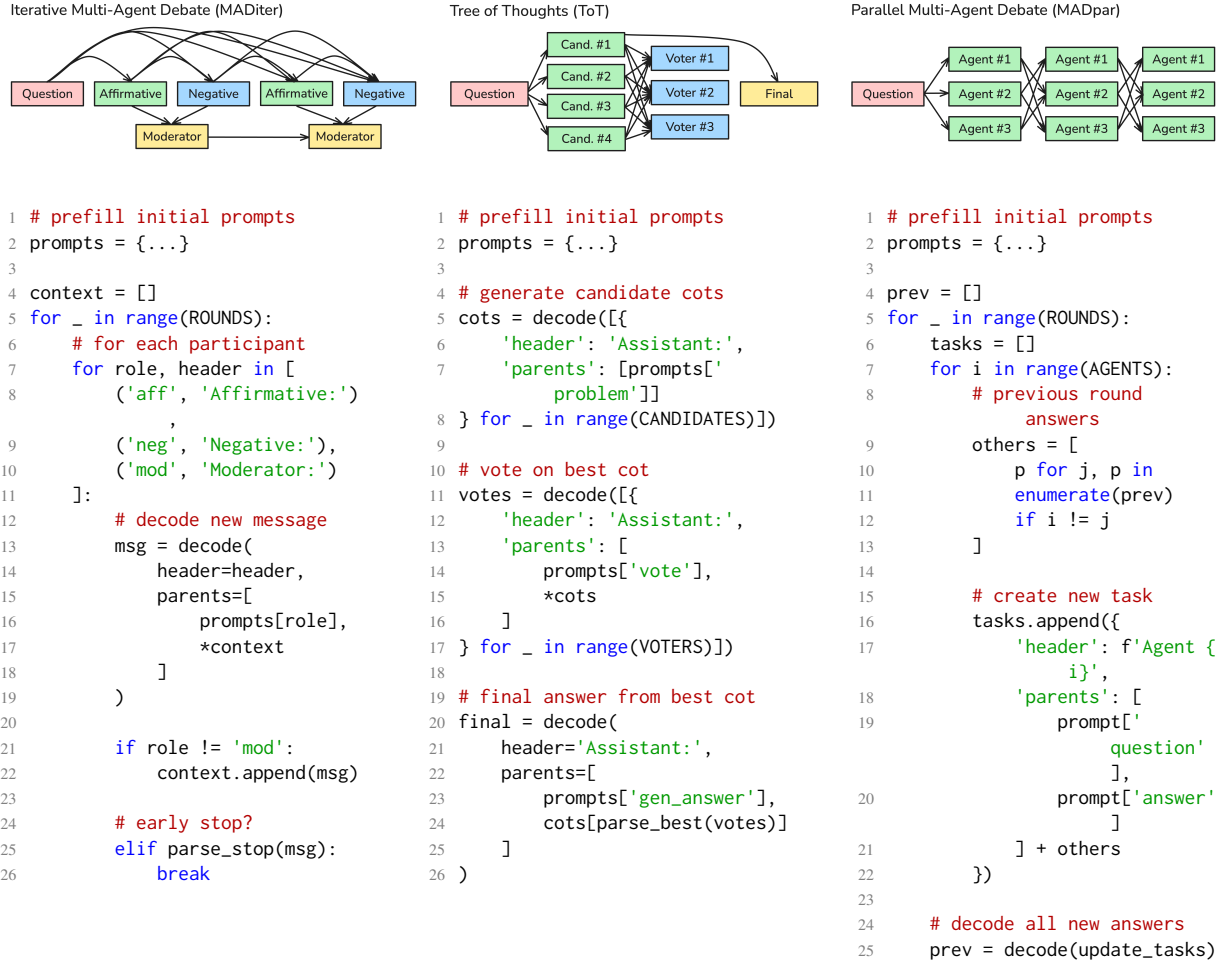 Iterative Multi-Agent Debate (MADiter)
Question
Affirmative
Negative
Affirmative
Negative
Moderator
Moderator
1 # prefill initial prompts
2 prompts = {...}
3
4 context = []
5 for _ in range(ROUNDS):
6     # for each participant
7     for role, header in [
8         ('aff', 'Affirmative:')
            ,
9         ('neg', 'Negative:'),
10         ('mod', 'Moderator:')
11     ]:
12         # decode new message
13         msg = decode(
14             header=header,
15             parents=[
16                 prompts[role],
17                 *context
18             ]
19         )
20
21         if role != 'mod':
22             context.append(msg)
23
24         # early stop?
25         elif parse_stop(msg):
26             break
Tree of Thoughts (ToT)
Question
Cand. #1
Cand. #2
Cand. #3
Cand. #4
Voter #1
Voter #2
Voter #3
Final
1 # prefill initial prompts
2 prompts = {...}
3
4 # generate candidate cots
5 cots = decode([{
6     'header': 'Assistant:',
7     'parents': [prompts['
         problem']]
8 } for _ in range(CANDIDATES)])
9
10 # vote on best cot
11 votes = decode([{
12     'header': 'Assistant:',
13     'parents': [
14         prompts['vote'],
15         *cots
16     ]
17 } for _ in range(VOTERS)])
18
19 # final answer from best cot
20 final = decode(
21     header='Assistant:',
22     parents=[
23         prompts['gen_answer'],
24         cots[parse_best(votes)]
25     ]
26 )
Parallel Multi-Agent Debate (MADpar)
Question
Agent #1
Agent #2
Agent #3
Agent #1
Agent #2
Agent #3
Agent #1
Agent #2
Agent #3
1 # prefill initial prompts
2 prompts = {...}
3
4 prev = []
5 for _ in range(ROUNDS):
6     tasks = []
7     for i in range(AGENTS):
8         # previous round
             answers
9         others = [
10             p for j, p in
11             enumerate(prev)
12             if i != j
13         ]
14
15         # create new task
16         tasks.append({
17             'header': f'Agent {
                 i}',
18             'parents': [
19                 prompt['
                     question'
                     ],
20                 prompt['answer'
                     ]
21             ] + others
22         })
23
24     # decode all new answers
25     prev = decode(update_tasks)